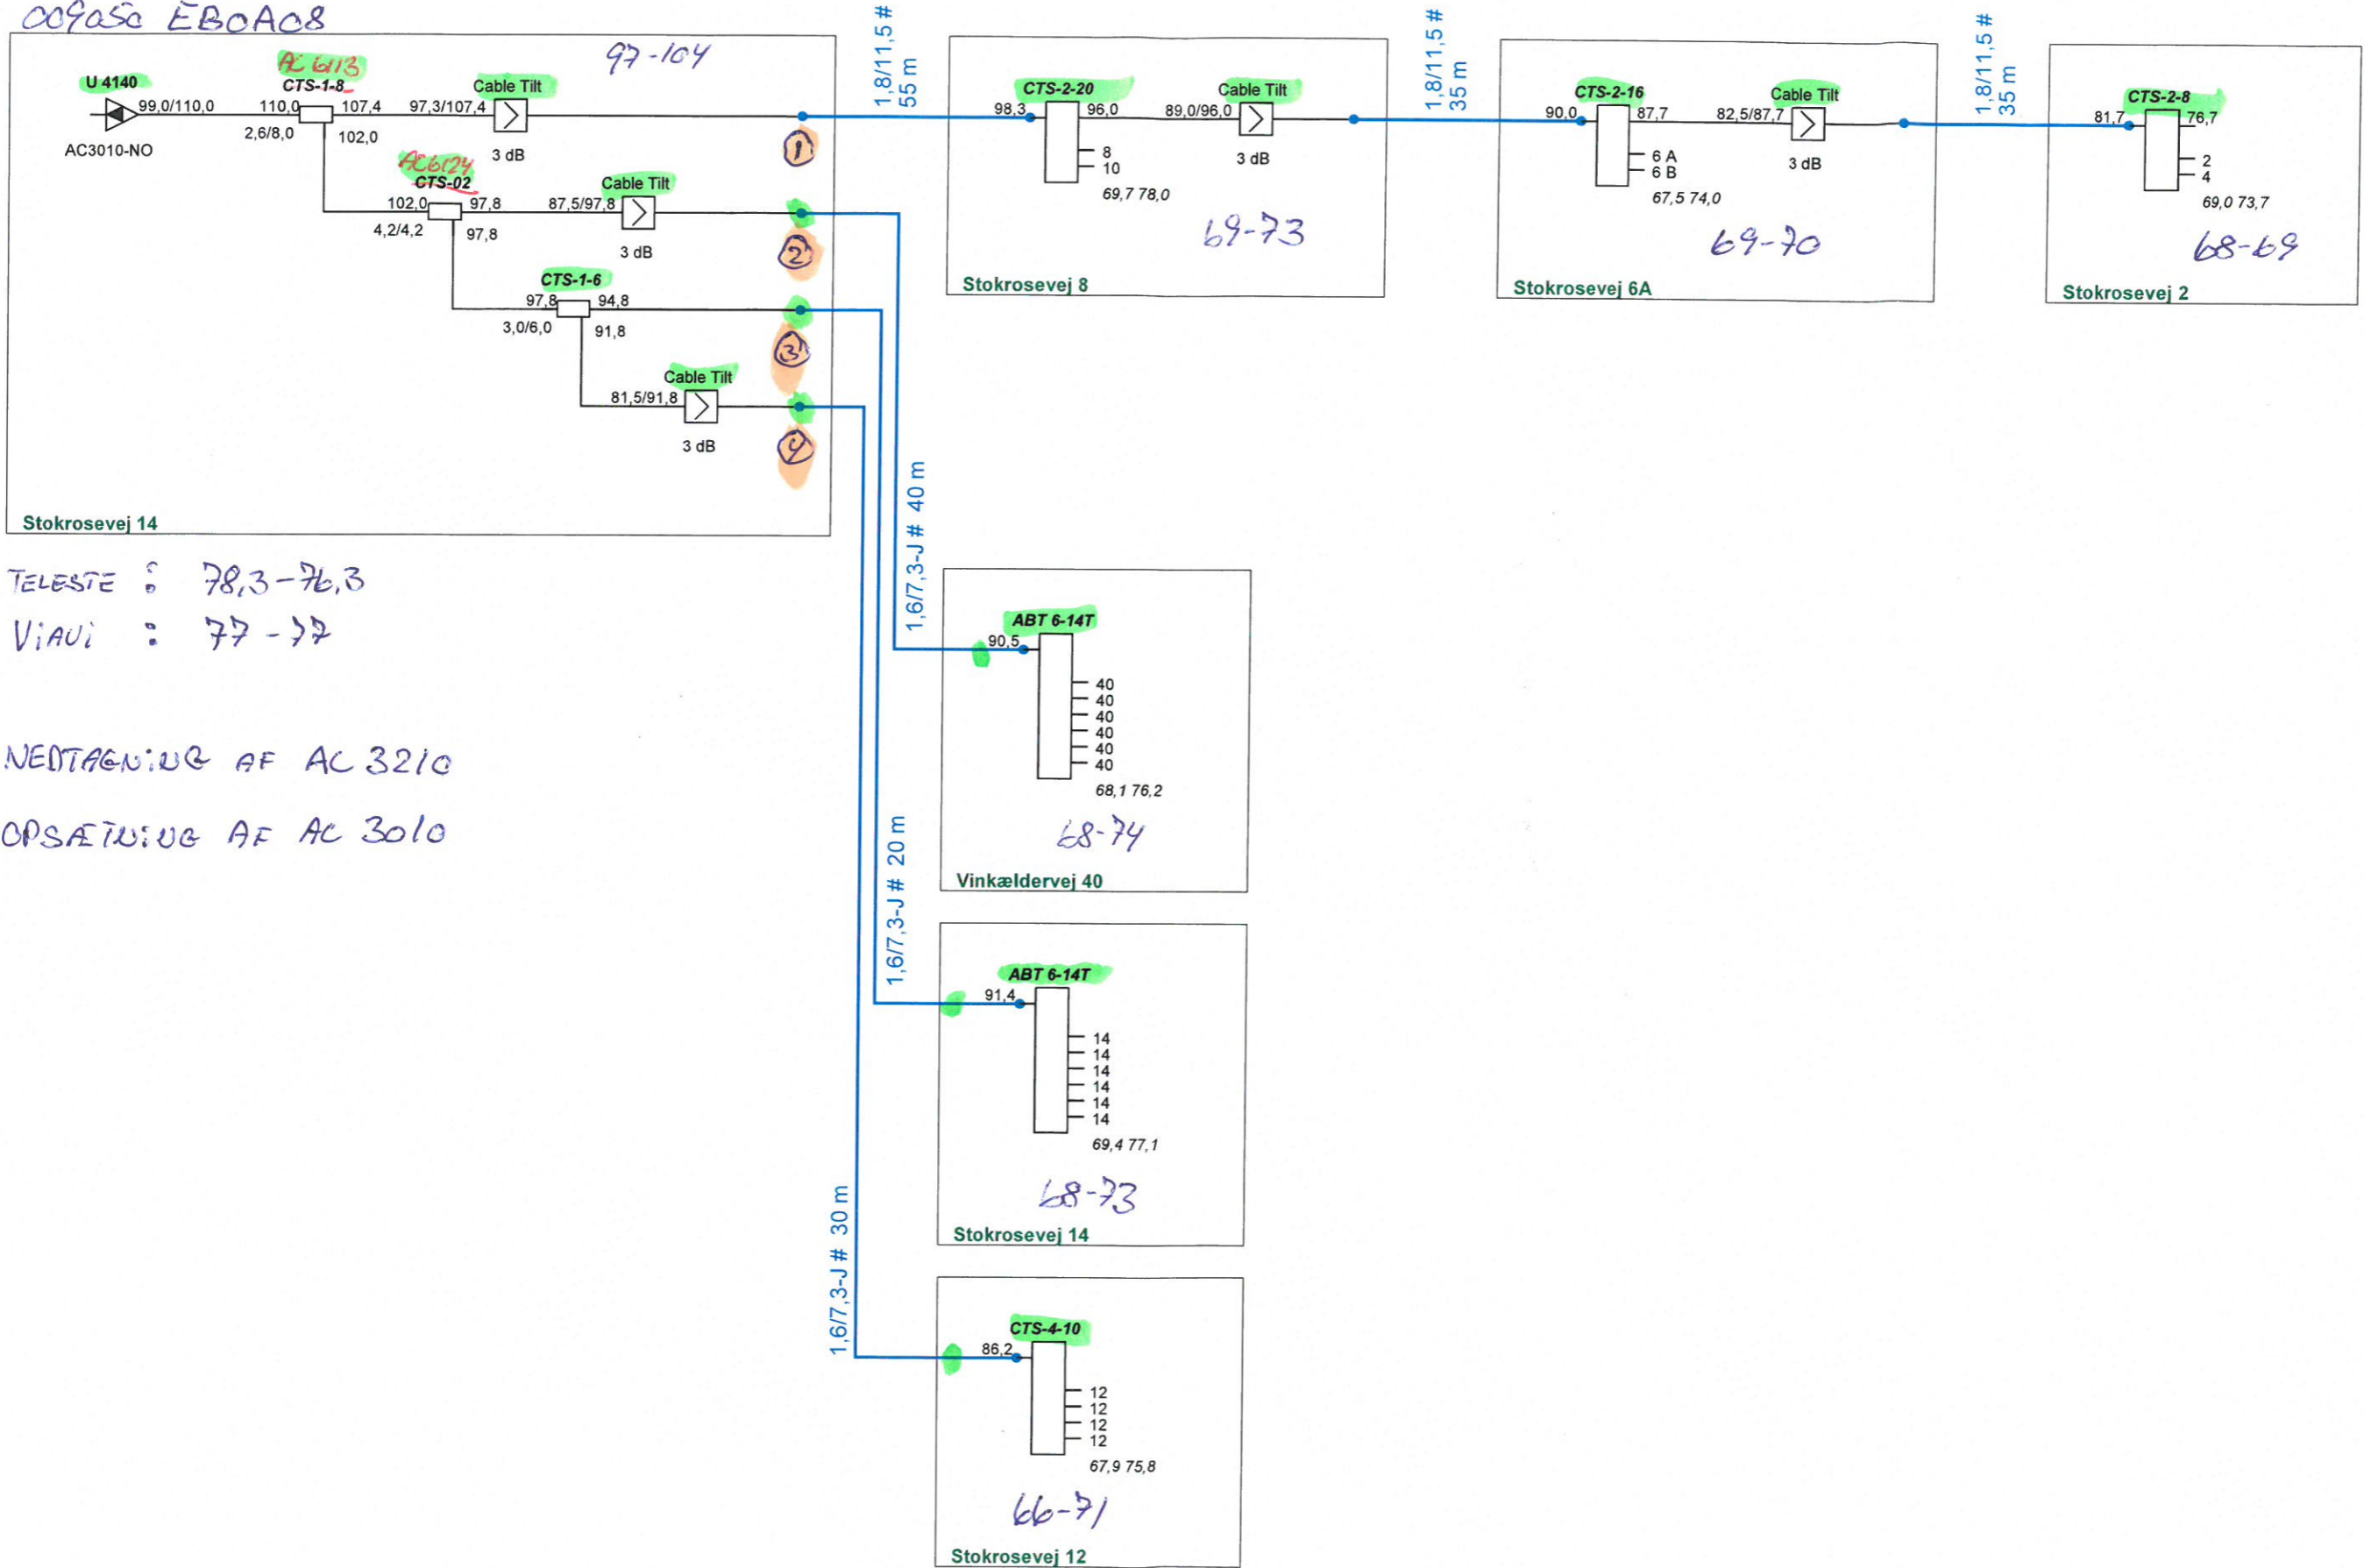 009050 EB0A08
97-104
AC 6113
U 4140
CTS-1-8
Cable Tilt
99,0/110,0
110,0
107,4
97,3/107,4
2,6/8,0
102,0
AC3010-NO
3 dB
1
AC6124
CTS-02
Cable Tilt
102,0
97,8
87,5/97,8
4,2/4,2
97,8
3 dB
2
CTS-1-6
97,8
94,8
3,0/6,0
91,8
3
Cable Tilt
81,5/91,8
3 dB
4
Stokrosevej 14
1,8/11,5 #
55 m
CTS-2-20
Cable Tilt
98,3
96,0
89,0/96,0
8
10
3 dB
69,7 78,0
69-73
Stokrosevej 8
1,8/11,5 #
35 m
CTS-2-16
Cable Tilt
90,0
87,7
82,5/87,7
6 A
6 B
3 dB
67,5 74,0
69-70
Stokrosevej 6A
1,8/11,5 #
35 m
CTS-2-8
81,7
76,7
2
4
69,0 73,7
68-69
Stokrosevej 2
TELESTE : 78,3-76,3
ViAVi : 77-77
NEDTAGNiNG AF AC 3210
OPSÆTNiNG AF AC 3010
1,6/7,3-J # 40 m
ABT 6-14T
90,5
40
40
40
40
40
40
68,1 76,2
68-74
Vinkældervej 40
1,6/7,3-J # 20 m
ABT 6-14T
91,4
14
14
14
14
14
14
69,4 77,1
68-73
Stokrosevej 14
1,6/7,3-J # 30 m
CTS-4-10
86,2
12
12
12
12
67,9 75,8
66-71
Stokrosevej 12